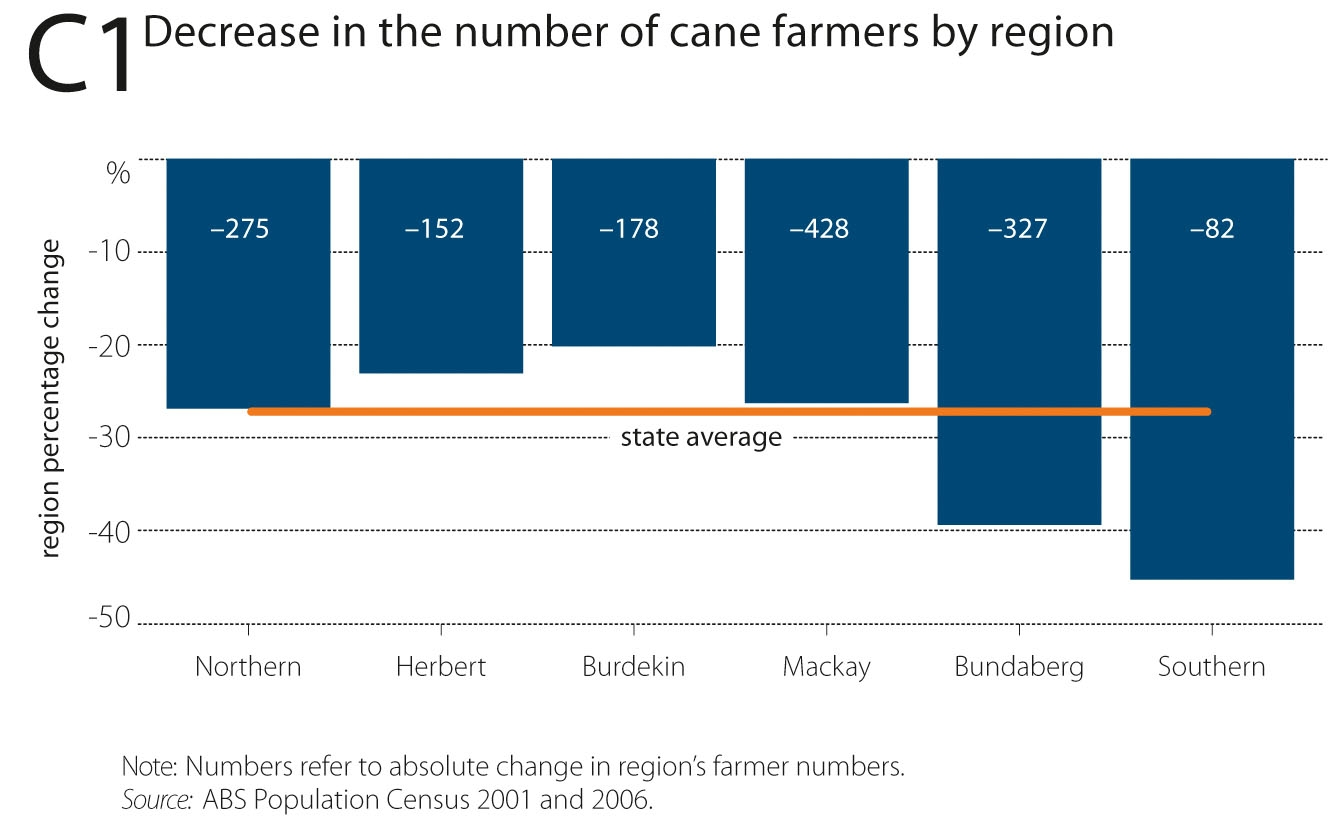 C1 Decrease in the number of cane farmers by region
%
–275 –152 –178 –428 –327 –82
-10
-20
-30
state average
-40
-50
region percentage change
Northern Herbert Burdekin Mackay Bundaberg Southern
Note: Numbers refer to absolute change in region’s farmer numbers.
Source: ABS Population Census 2001 and 2006.